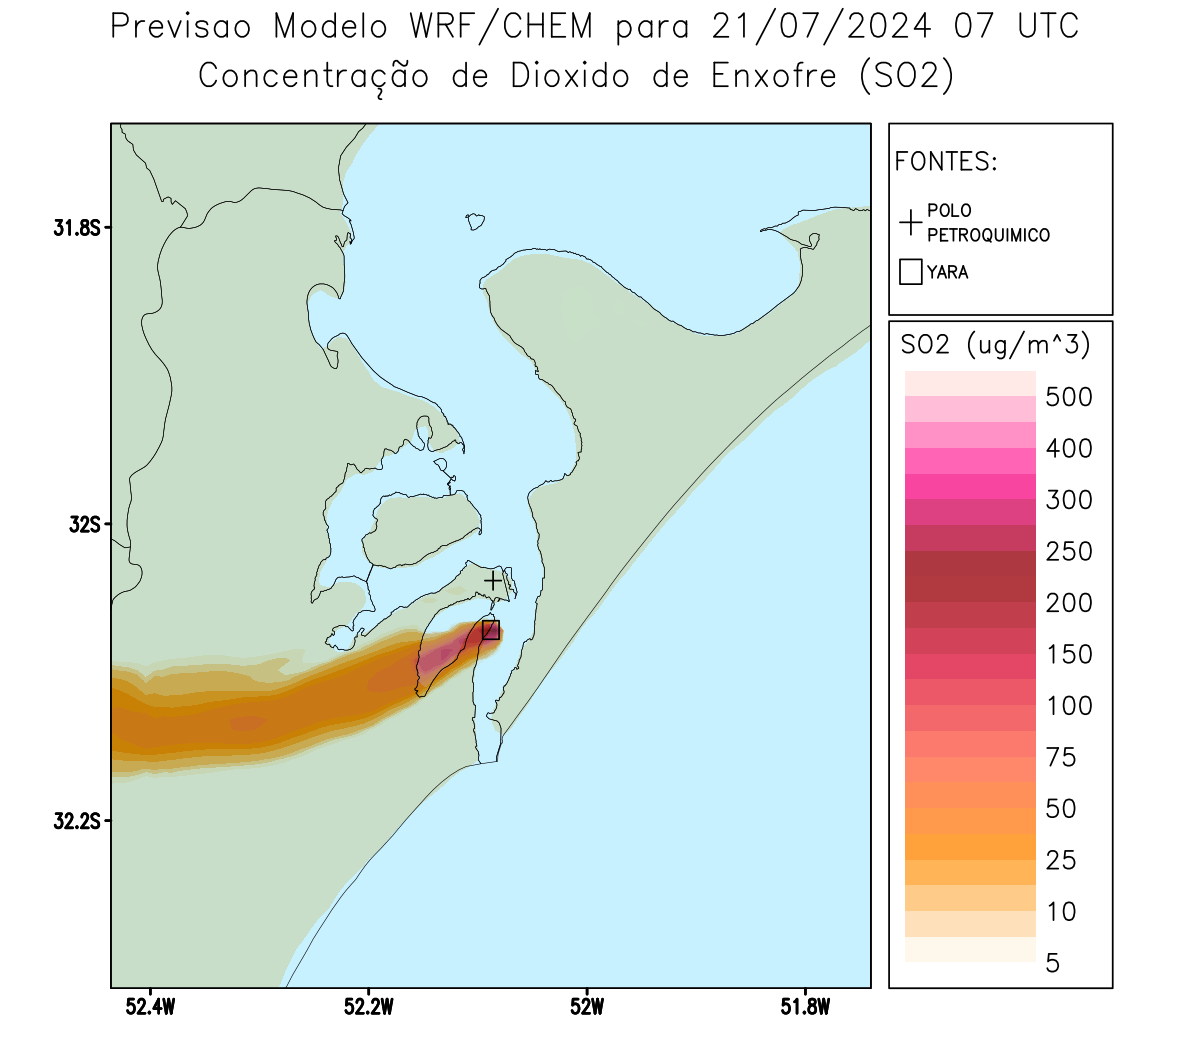 Previsao Modelo WRF/CHEM para 21/07/2024 07 UTC
Concentração de Dioxido de Enxofre (SO2)
FONTES:
POLO
PETROQUIMICO
YARA
SO2 (ug/m^3)
500
400
300
250
200
150
100
75
50
25
10
5
31.8S
32S
32.2S
52.4W
52.2W
52W
51.8W